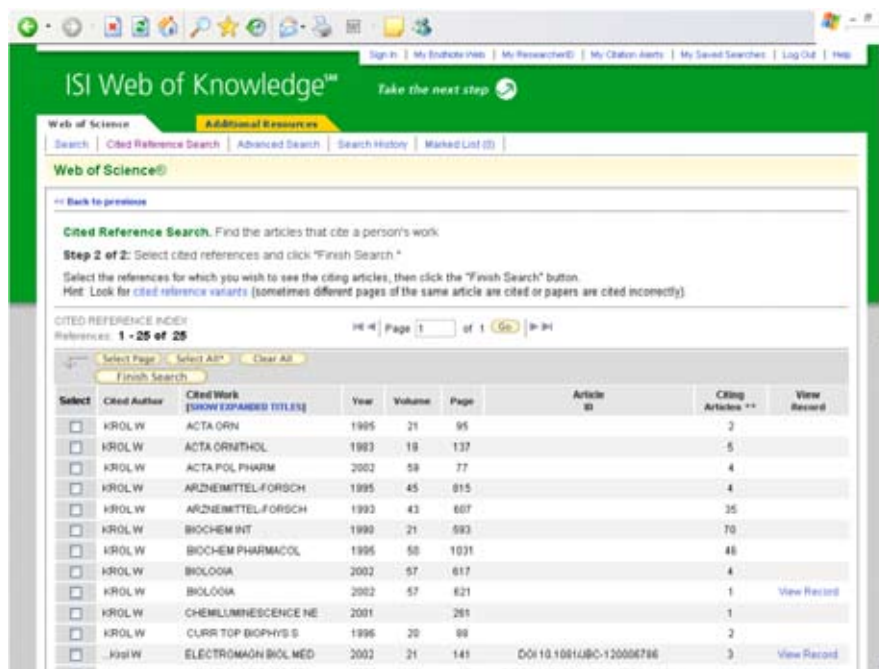 Sign In | My EndNote Web | My ResearcherID | My Citation Alerts | My Saved Searches | Log Out | Help
ISI Web of Knowledge℠ Take the next step
Web of Science Additional Resources
Search | Cited Reference Search | Advanced Search | Search History | Marked List (0)
Web of Science®
<< Back to previous
Cited Reference Search. Find the articles that cite a person's work
Step 2 of 2: Select cited references and click "Finish Search."
Select the references for which you wish to see the citing articles, then click the "Finish Search" button.
Hint: Look for cited reference variants (sometimes different pages of the same article are cited or papers are cited incorrectly).
CITED REFERENCE INDEX
References: 1 - 25 of 25 Page 1 of 1 Go
Select Page Select All* Clear All
Finish Search
Select Cited Author Cited Work [SHOW EXPANDED TITLES] Year Volume Page Article ID Citing Articles ** View Record
KROL W ACTA ORN 1985 21 95 2
KROL W ACTA ORNITHOL 1983 19 137 5
KROL W ACTA POL PHARM 2002 59 77 4
KROL W ARZNEIMITTEL-FORSCH 1995 45 815 4
KROL W ARZNEIMITTEL-FORSCH 1993 43 607 35
KROL W BIOCHEM INT 1990 21 593 70
KROL W BIOCHEM PHARMACOL 1995 50 1031 46
KROL W BIOLOGIA 2002 57 617 4
KROL W BIOLOGIA 2002 57 621 1 View Record
KROL W CHEMILUMINESCENCE NE 2001 261 1
KROL W CURR TOP BIOPHYS S 1996 20 88 2
...Krol W ELECTROMAGN BIOL MED 2002 21 141 DOI 10.1081/JBC-120006786 3 View Record